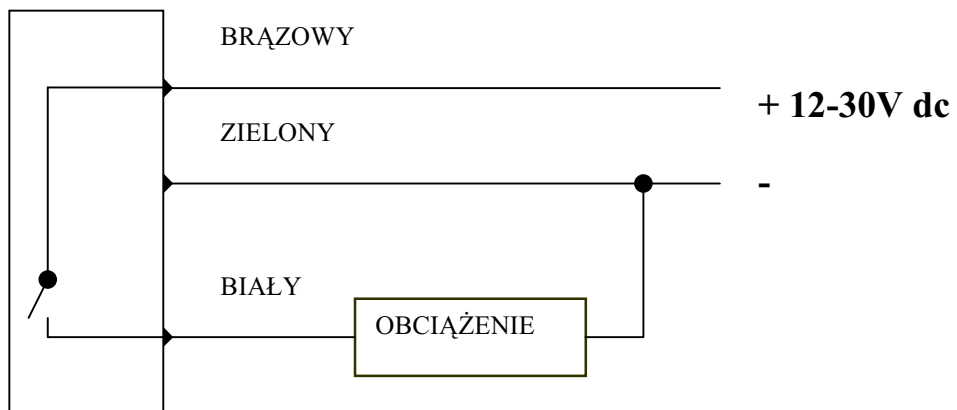 BRĄZOWY
+ 12-30V dc
ZIELONY
-
BIAŁY
OBCIĄŻENIE